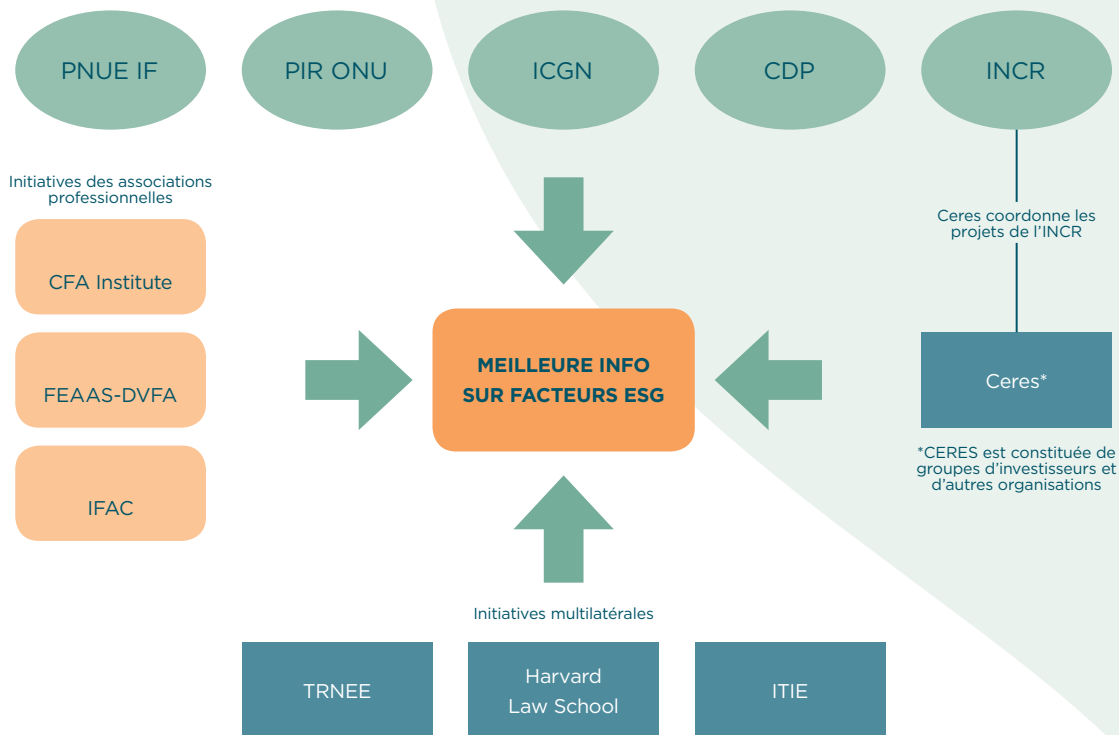 PNUE IF
PIR ONU
ICGN
CDP
INCR
Initiatives des associations
professionnelles
CFA Institute
FEAAS-DVFA
IFAC
MEILLEURE INFO
SUR FACTEURS ESG
Ceres coordonne les
projets de l’INCR
Ceres*
*CERES est constituée de
groupes d’investisseurs et
d’autres organisations
Initiatives multilatérales
TRNEE
Harvard
Law School
ITIE